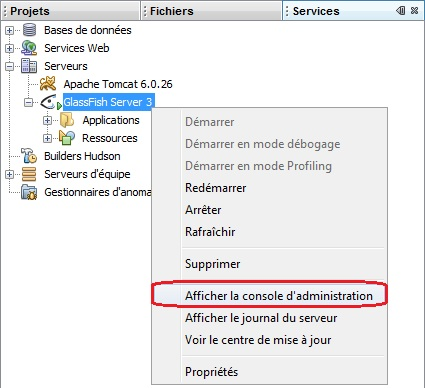 Projets
Fichiers
Services
Bases de données
Services Web
Serveurs
Apache Tomcat 6.0.26
GlassFish Server 3
Applications
Ressources
Builders Hudson
Serveurs d'équipe
Gestionnaires d'anoma
Démarrer
Démarrer en mode débogage
Démarrer en mode Profiling
Redémarrer
Arrêter
Rafraîchir
Supprimer
Afficher la console d'administration
Afficher le journal du serveur
Voir le centre de mise à jour
Propriétés